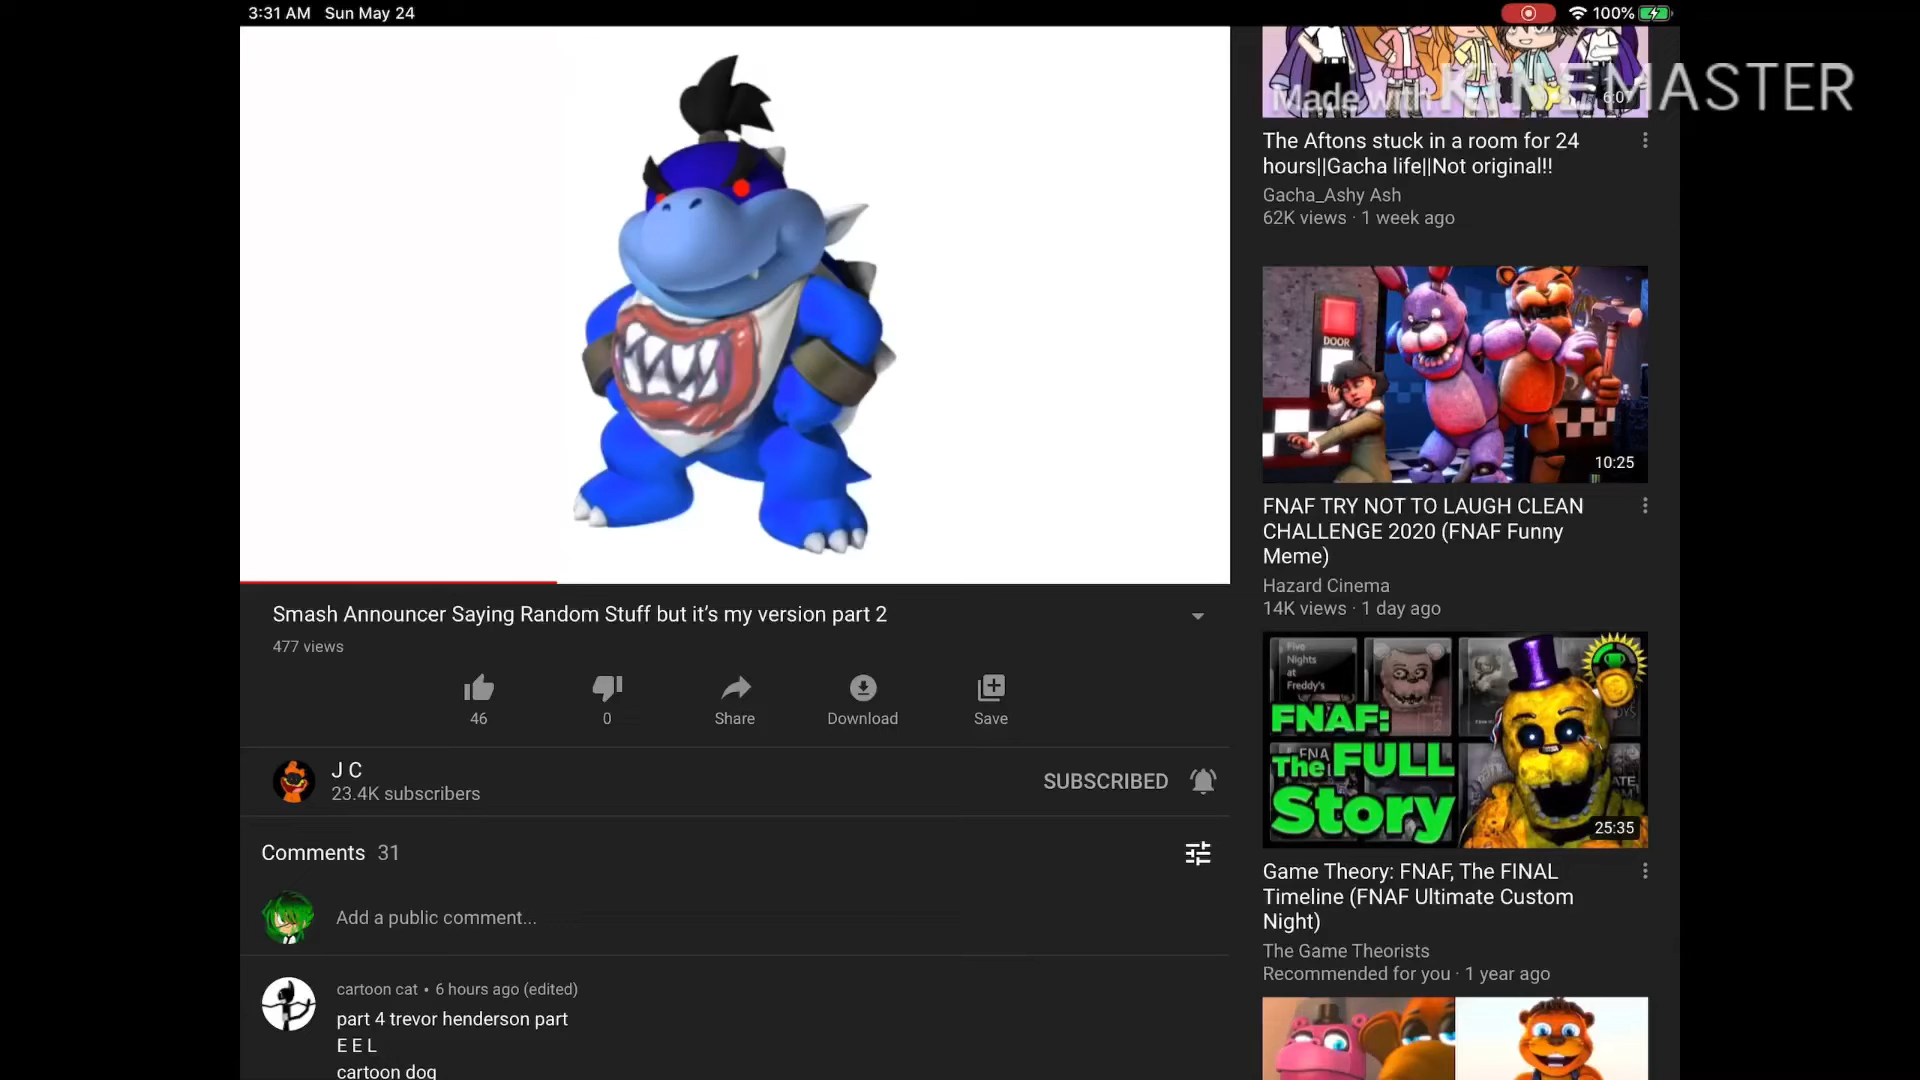 3:31 AM Sun May 24
100%
Made with KINEMASTER
6:0
The Aftons stuck in a room for 24
hours||Gacha life||Not original!!
Gacha_Ashy Ash
62K views · 1 week ago
DOOR
10:25
FNAF TRY NOT TO LAUGH CLEAN
CHALLENGE 2020 (FNAF Funny
Meme)
Hazard Cinema
14K views · 1 day ago
Smash Announcer Saying Random Stuff but it’s my version part 2
477 views
46
0
Share
Download
Save
J C
23.4K subscribers
SUBSCRIBED
Comments 31
Add a public comment...
cartoon cat • 6 hours ago (edited)
part 4 trevor henderson part
E E L
cartoon dog
Five
Nights
at
Freddy's
FNAF:
The FULL
Story
25:35
Game Theory: FNAF, The FINAL
Timeline (FNAF Ultimate Custom
Night)
The Game Theorists
Recommended for you · 1 year ago